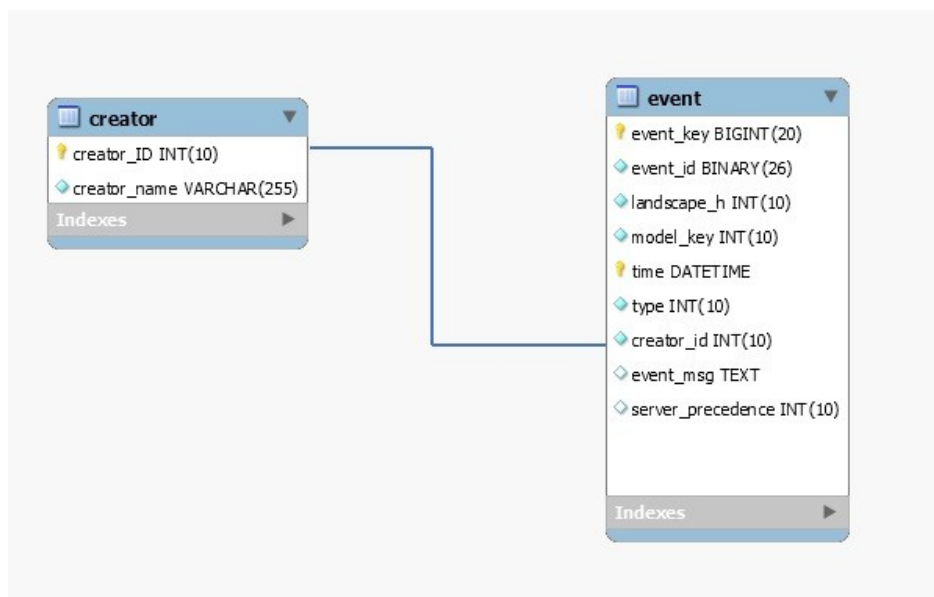 creator
creator_ID INT(10)
creator_name VARCHAR(255)
Indexes
event
event_key BIGINT(20)
event_id BINARY(26)
landscape_h INT(10)
model_key INT(10)
time DATETIME
type INT(10)
creator_id INT(10)
event_msg TEXT
server_precedence INT(10)
Indexes